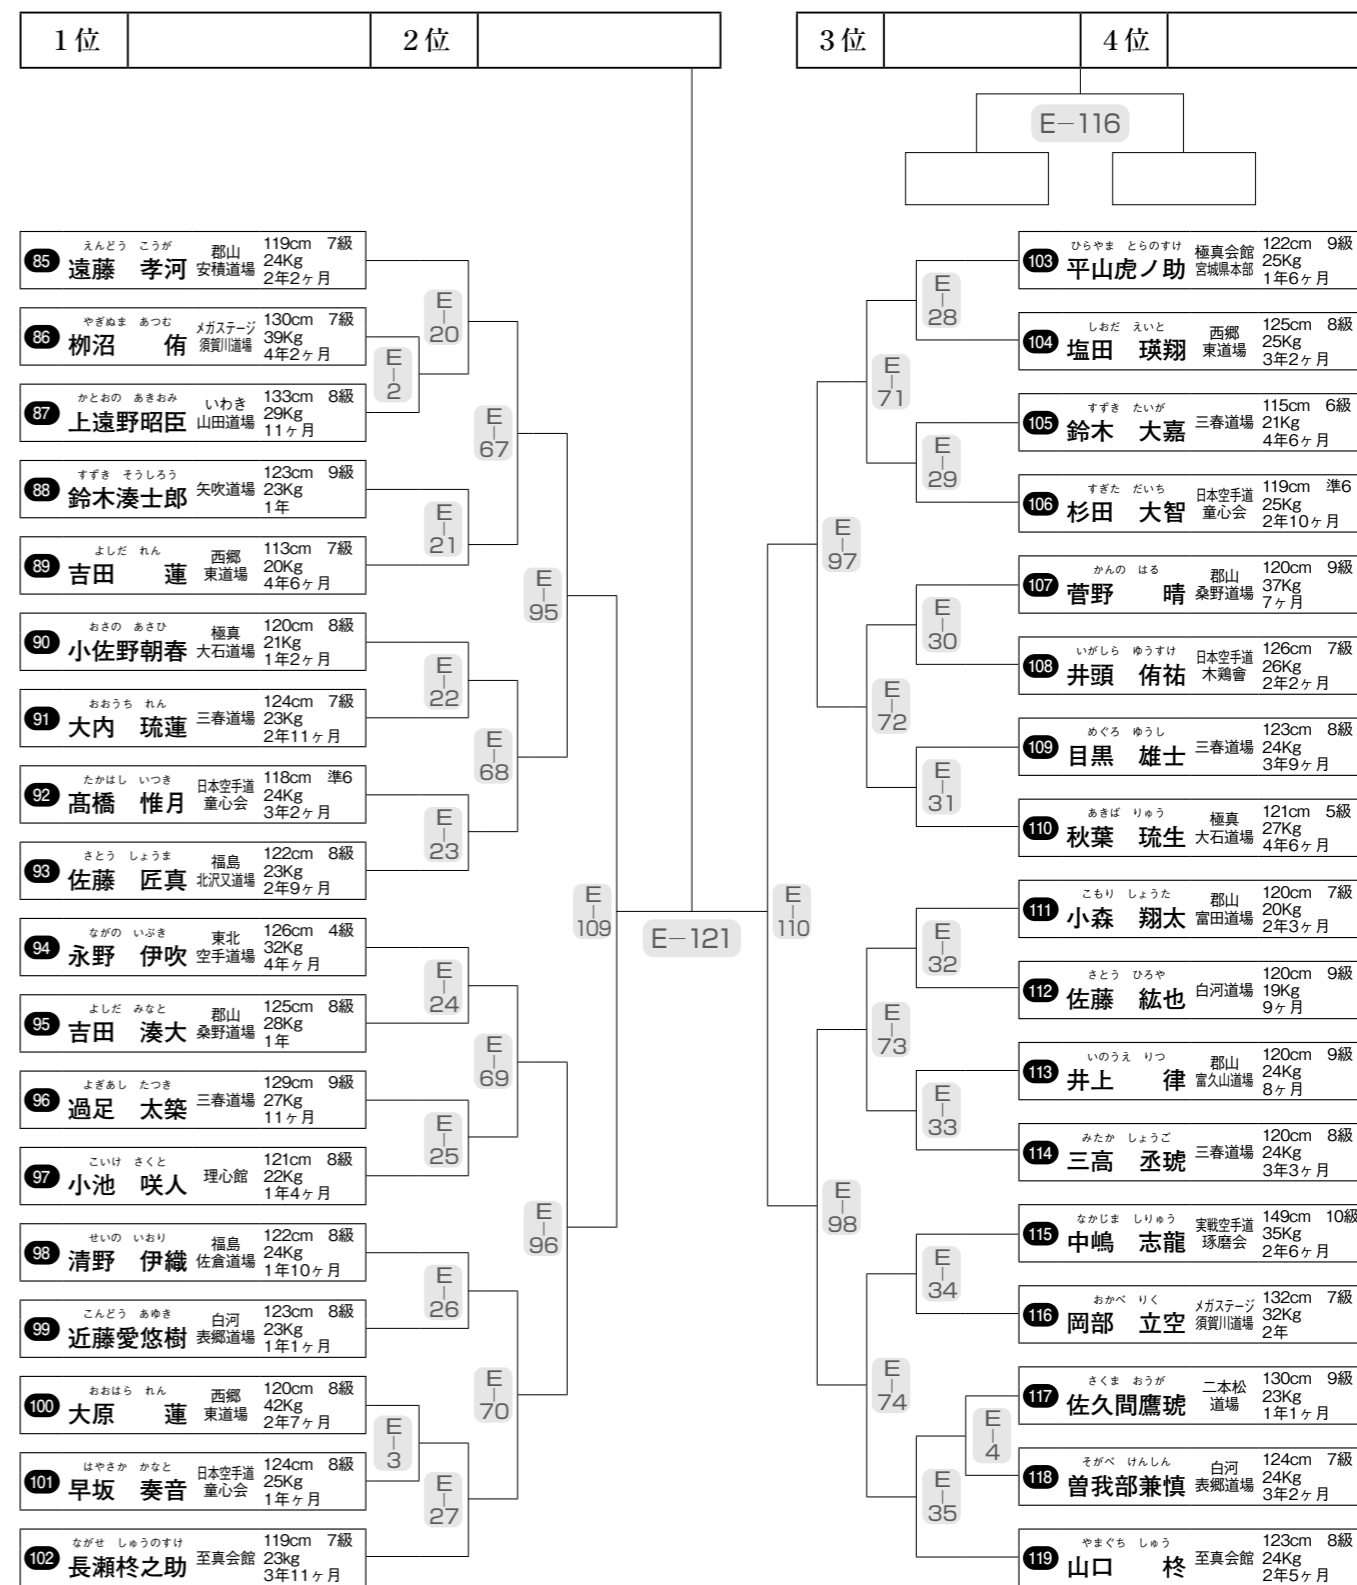 1位
2位
3位
4位
E－116
85
えんどう こうが
遠藤 孝河
郡山
安積道場
119cm 7級
24Kg
2年2ヶ月
86
やぎぬま あつむ
栁沼 侑
メガステージ
須賀川道場
130cm 7級
39Kg
4年2ヶ月
87
かとおの あきおみ
上遠野昭臣
いわき
山田道場
133cm 8級
29Kg
11ヶ月
88
すずき そうしろう
鈴木湊士郎
矢吹道場
123cm 9級
23Kg
1年
89
よしだ れん
吉田 蓮
西郷
東道場
113cm 7級
20Kg
4年6ヶ月
90
おさの あさひ
小佐野朝春
極真
大石道場
120cm 8級
21Kg
1年2ヶ月
91
おおうち れん
大内 琉蓮
三春道場
124cm 7級
23Kg
2年11ヶ月
92
たかはし いつき
髙橋 惟月
日本空手道
童心会
118cm 準6
24Kg
3年2ヶ月
93
さとう しょうま
佐藤 匠真
福島
北沢又道場
122cm 8級
23Kg
2年9ヶ月
94
ながの いぶき
永野 伊吹
東北
空手道場
126cm 4級
32Kg
4年ヶ月
95
よしだ みなと
吉田 湊大
郡山
桑野道場
125cm 8級
28Kg
1年
96
よぎあし たつき
過足 太築
三春道場
129cm 9級
27Kg
11ヶ月
97
こいけ さくと
小池 咲人
理心館
121cm 8級
22Kg
1年4ヶ月
98
せいの いおり
清野 伊織
福島
佐倉道場
122cm 8級
24Kg
1年10ヶ月
99
こんどう あゆき
近藤愛悠樹
白河
表郷道場
123cm 8級
23Kg
1年1ヶ月
100
おおはら れん
大原 蓮
西郷
東道場
120cm 8級
42Kg
2年7ヶ月
101
はやさか かなと
早坂 奏音
日本空手道
童心会
124cm 8級
25Kg
1年ヶ月
102
ながせ しゅうのすけ
長瀬柊之助
至真会館
119cm 7級
23kg
3年11ヶ月
E－20
E－2
E－67
E－21
E－95
E－22
E－68
E－23
E－109
E－24
E－69
E－25
E－96
E－26
E－70
E－3
E－27
E－121
E－110
E－28
E－71
E－29
E－97
E－30
E－72
E－31
E－32
E－73
E－33
E－98
E－34
E－74
E－4
E－35
103
ひらやま とらのすけ
平山虎ノ助
極真会館
宮城県本部
122cm 9級
25Kg
1年6ヶ月
104
しおだ えいと
塩田 瑛翔
西郷
東道場
125cm 8級
25Kg
3年2ヶ月
105
すずき たいが
鈴木 大嘉
三春道場
115cm 6級
21Kg
4年6ヶ月
106
すぎた だいち
杉田 大智
日本空手道
童心会
119cm 準6
25Kg
2年10ヶ月
107
かんの はる
菅野 晴
郡山
桑野道場
120cm 9級
37Kg
7ヶ月
108
いがしら ゆうすけ
井頭 侑祐
日本空手道
木鶏會
126cm 7級
26Kg
2年2ヶ月
109
めぐろ ゆうし
目黒 雄士
三春道場
123cm 8級
24Kg
3年9ヶ月
110
あきば りゅう
秋葉 琉生
極真
大石道場
121cm 5級
27Kg
4年6ヶ月
111
こもり しょうた
小森 翔太
郡山
富田道場
120cm 7級
20Kg
2年3ヶ月
112
さとう ひろや
佐藤 紘也
白河道場
120cm 9級
19Kg
9ヶ月
113
いのうえ りつ
井上 律
郡山
富久山道場
120cm 9級
24Kg
8ヶ月
114
みたか しょうご
三高 丞琥
三春道場
120cm 8級
24Kg
3年3ヶ月
115
なかじま しりゅう
中嶋 志龍
実戦空手道
琢磨会
149cm 10級
35Kg
2年6ヶ月
116
おかべ りく
岡部 立空
メガステージ
須賀川道場
132cm 7級
32Kg
2年
117
さくま おうが
佐久間鷹琥
二本松
道場
130cm 9級
23Kg
1年1ヶ月
118
そがべ けんしん
曽我部兼慎
白河
表郷道場
124cm 7級
24Kg
3年2ヶ月
119
やまぐち しゅう
山口 柊
至真会館
123cm 8級
24Kg
2年5ヶ月